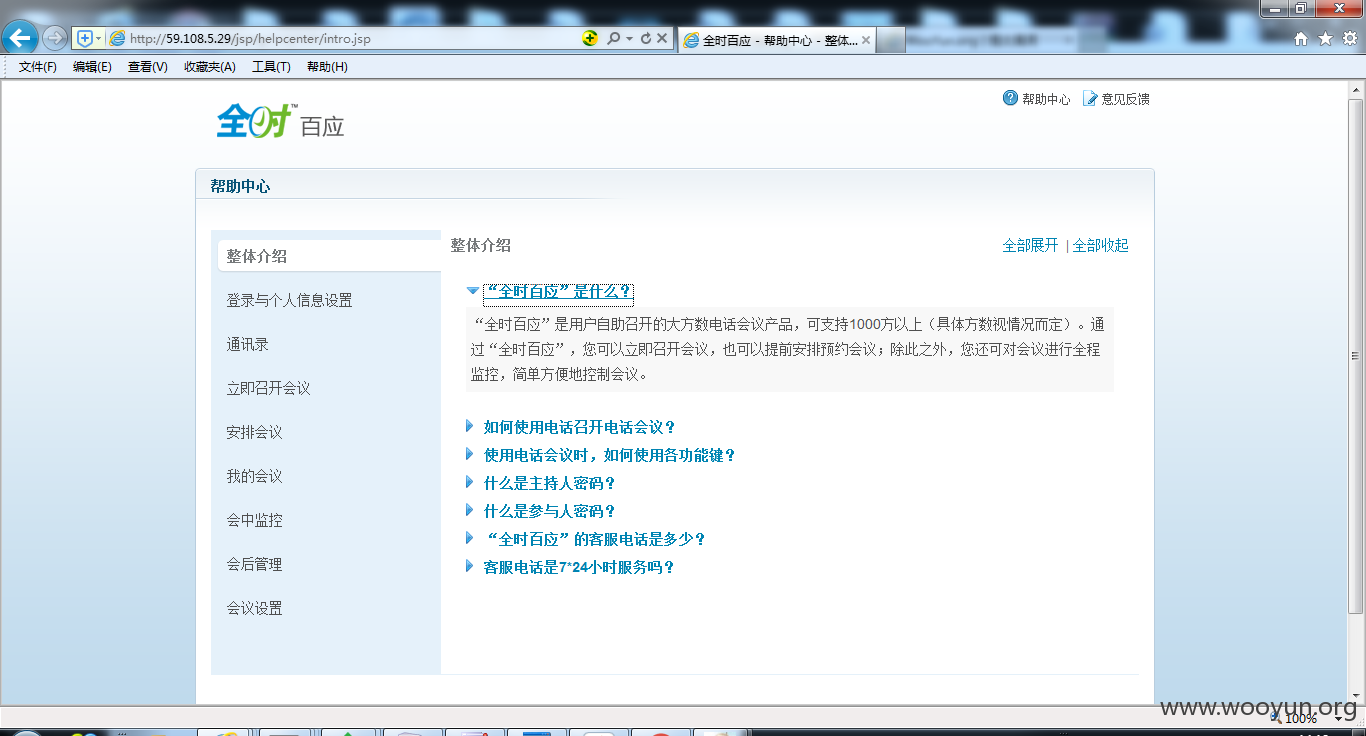 http://59.108.5.29/jsp/helpcenter/intro.jsp
全时百应 - 帮助中心 - 整体...
文件(F) 编辑(E) 查看(V) 收藏夹(A) 工具(T) 帮助(H)
帮助中心 意见反馈
全时™ 百应
帮助中心
整体介绍
登录与个人信息设置
通讯录
立即召开会议
安排会议
我的会议
会中监控
会后管理
会议设置
整体介绍
全部展开 | 全部收起
“全时百应”是什么？
“全时百应”是用户自助召开的大方数电话会议产品，可支持1000方以上（具体方数视情况而定）。通
过“全时百应”，您可以立即召开会议，也可以提前安排预约会议；除此之外，您还可对会议进行全程
监控，简单方便地控制会议。
如何使用电话召开电话会议？
使用电话会议时，如何使用各功能键？
什么是主持人密码？
什么是参与人密码？
“全时百应”的客服电话是多少？
客服电话是7*24小时服务吗？
www.wooyun.org
100%